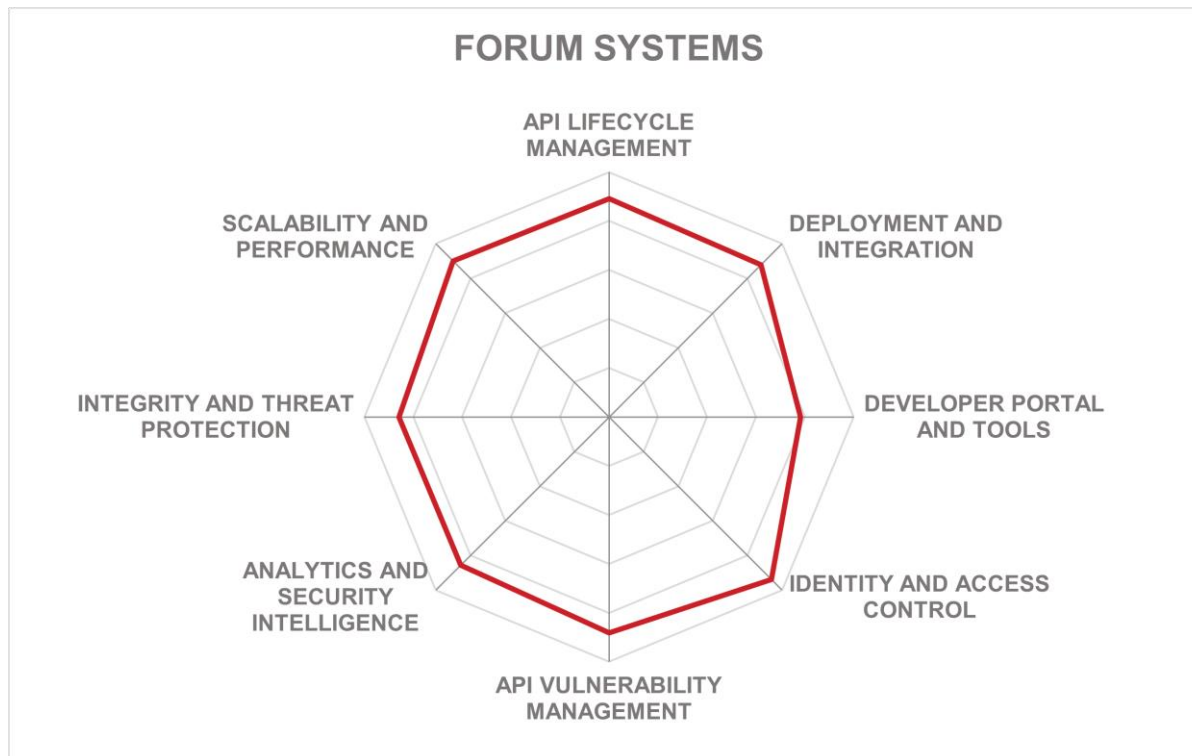 FORUM SYSTEMS
API LIFECYCLE
MANAGEMENT
SCALABILITY AND
PERFORMANCE
DEPLOYMENT AND
INTEGRATION
INTEGRITY AND THREAT
PROTECTION
DEVELOPER PORTAL
AND TOOLS
ANALYTICS AND
SECURITY
INTELLIGENCE
IDENTITY AND ACCESS
CONTROL
API VULNERABILITY
MANAGEMENT